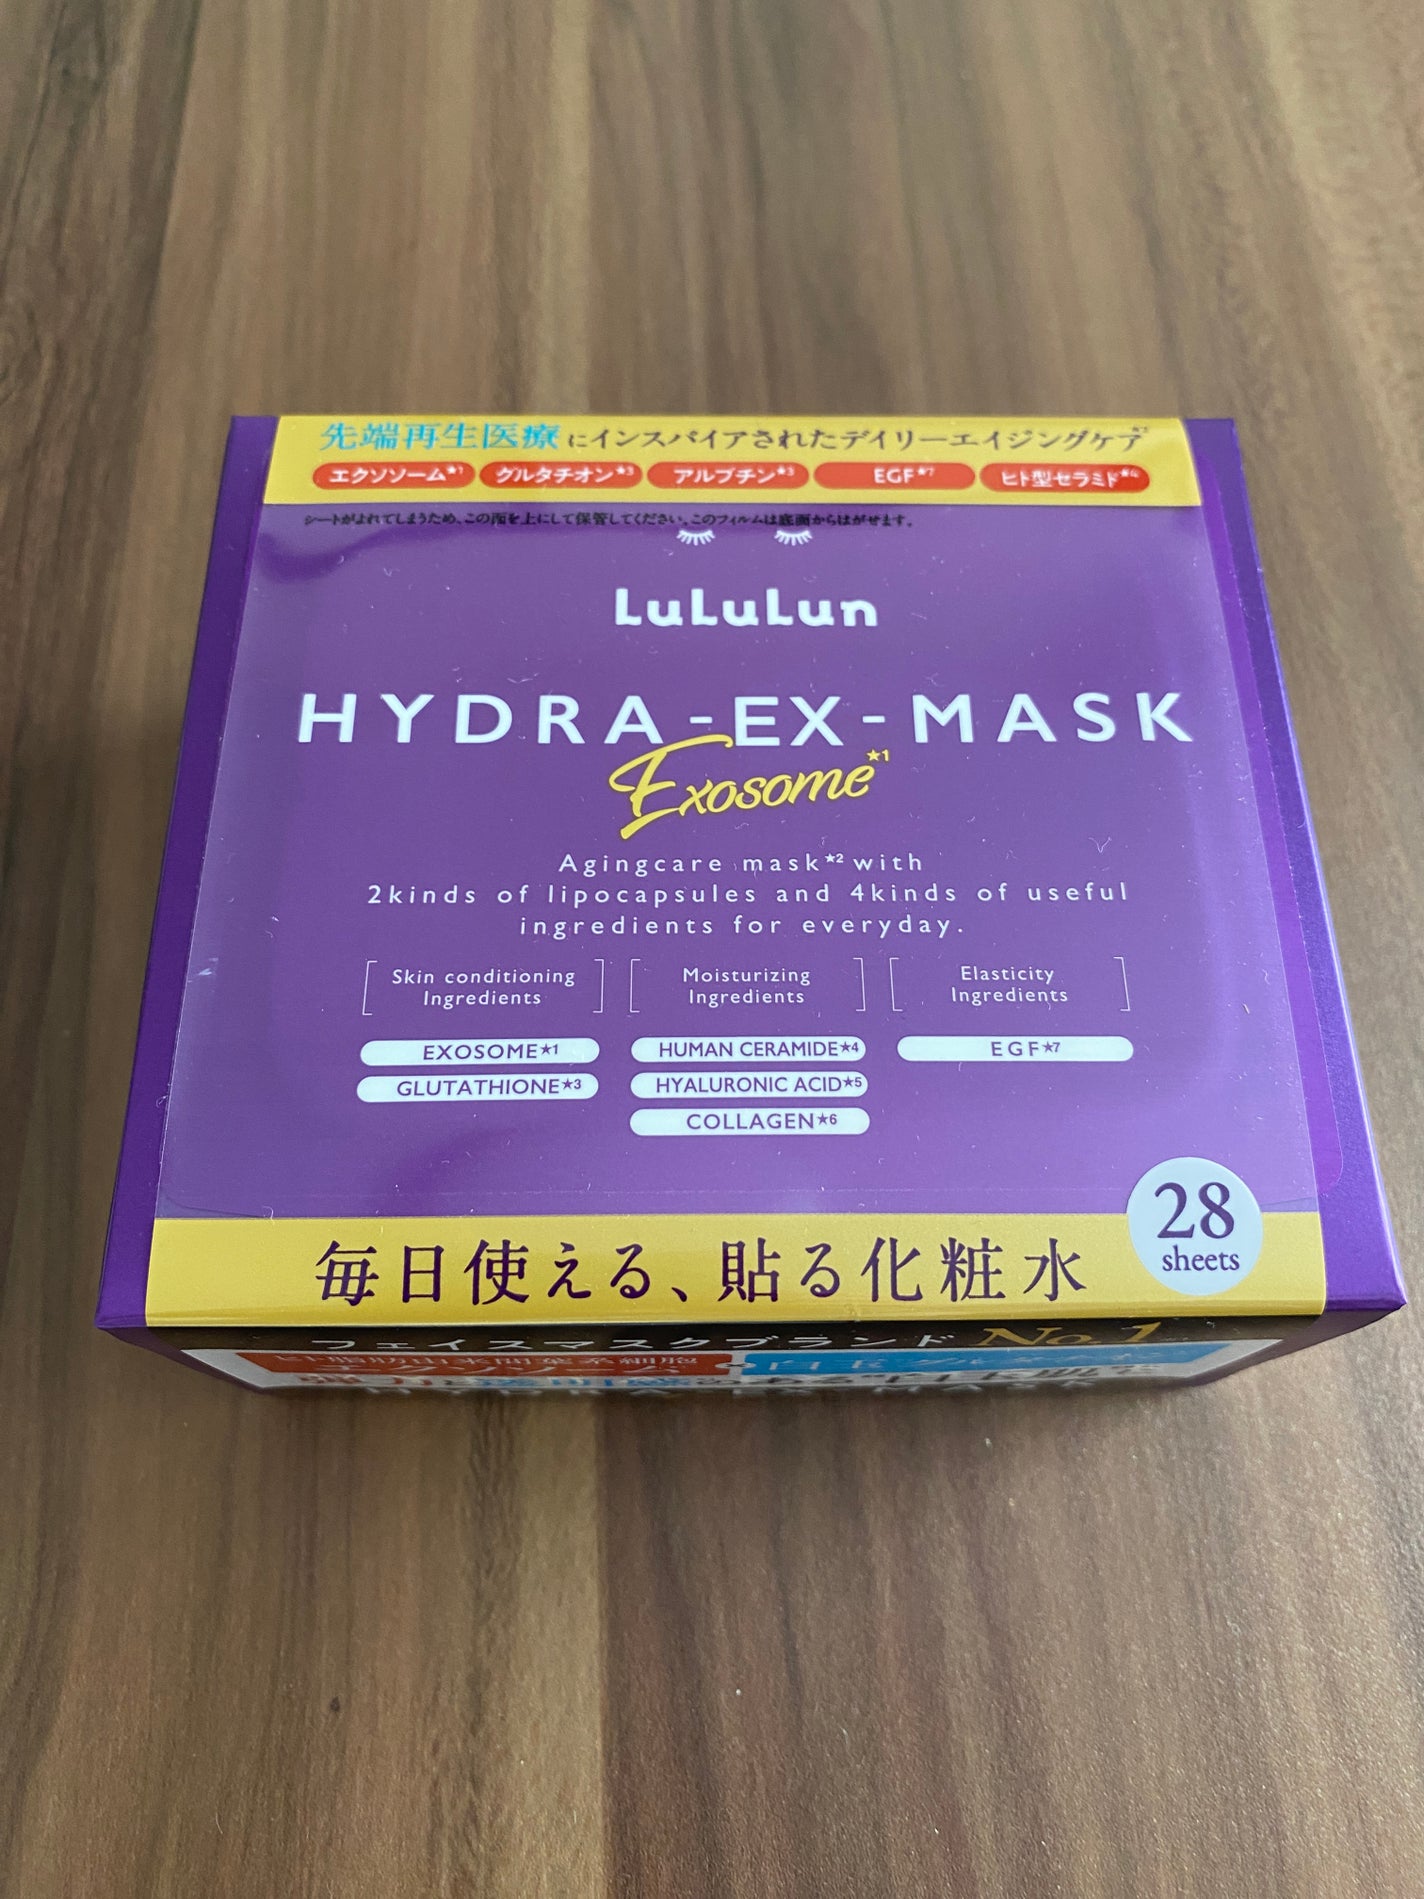 先端再生医療にインスパイアされたデイリーエイジングケア
エクソソーム★1 グルタチオン★3 アルブチン★3 EGF★7 ヒト型セラミド★4
シートがよれてしまうため、この面を上にして保管してください。このフィルムは底面からはがせます。
LuLuLun
HYDRA-EX-MASK
Exosome★1
Agingcare mask★2 with
2kinds of lipocapsules and 4kinds of useful
ingredients for everyday.
Skin conditioning Ingredients
EXOSOME★1
GLUTATHIONE★3
Moisturizing Ingredients
HUMAN CERAMIDE★4
HYALURONIC ACID★5
COLLAGEN★6
Elasticity Ingredients
EGF★7
28
sheets
毎日使える、貼る化粧水
フェイスマスクブランド No.1